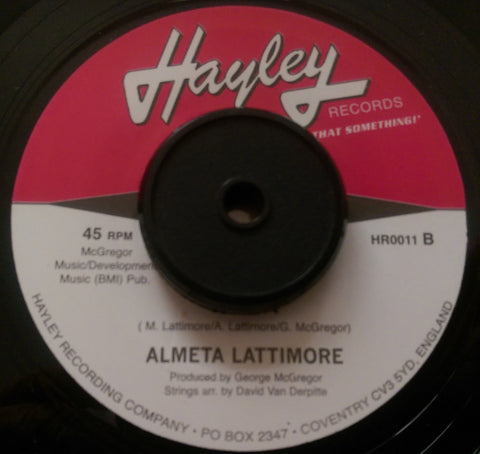 Hayley
RECORDS
THAT SOMETHING!'
45 RPM
HR0011 B
McGregor
Music/Development
Music (BMI) Pub.
( M. Lattimore/A. Lattimore/G. McGregor)
ALMETA LATTIMORE
Produced by George McGregor
Strings arr. by David Van Derpitte
HAYLEY RECORDING COMPANY • PO BOX 2347 • COVENTRY CV3 5YD, ENGLAND